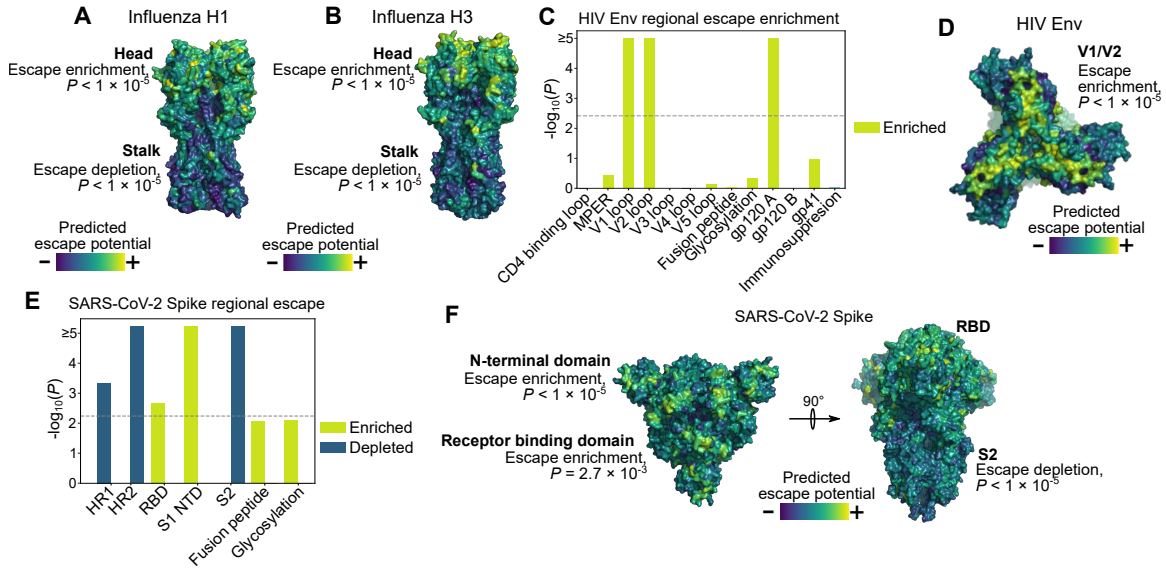 A
Influenza H1
Head
Escape enrichment,
P < 1 × 10-5
Stalk
Escape depletion,
P < 1 × 10-5
Predicted
escape potential
- +
B
Influenza H3
Head
Escape enrichment,
P < 1 × 10-5
Stalk
Escape depletion,
P < 1 × 10-5
Predicted
escape potential
- +
C
HIV Env regional escape enrichment
-log10(P)
≥5
4
3
2
1
0
CD4 binding loop
MPER
V1 loop
V2 loop
V3 loop
V4 loop
V5 loop
Fusion peptide
Glycosylation
gp120 A
gp120 B
gp41
Immunosuppresion
Enriched
D
HIV Env
V1/V2
Escape
enrichment,
P < 1 × 10-5
Predicted
escape potential
- +
E
SARS-CoV-2 Spike regional escape
-log10(P)
≥5
4
3
2
1
0
HR1
HR2
RBD
S1 NTD
S2
Fusion peptide
Glycosylation
Enriched
Depleted
F
SARS-CoV-2 Spike
N-terminal domain
Escape enrichment,
P < 1 × 10-5
Receptor binding domain
Escape enrichment,
P = 2.7 × 10-3
90°
RBD
S2
Escape depletion,
P < 1 × 10-5
Predicted
escape potential
- +